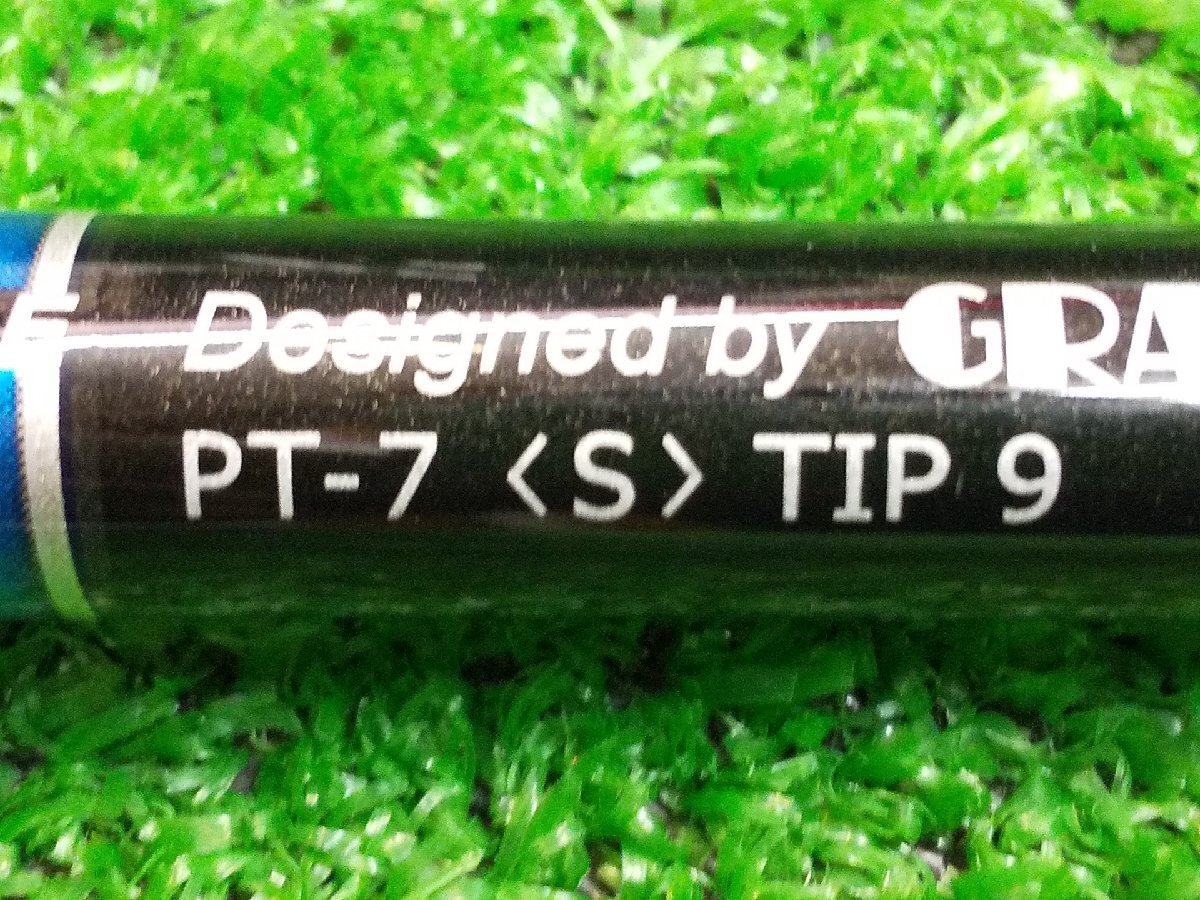 E Designed by GRA
PT-7 <S> TIP 9